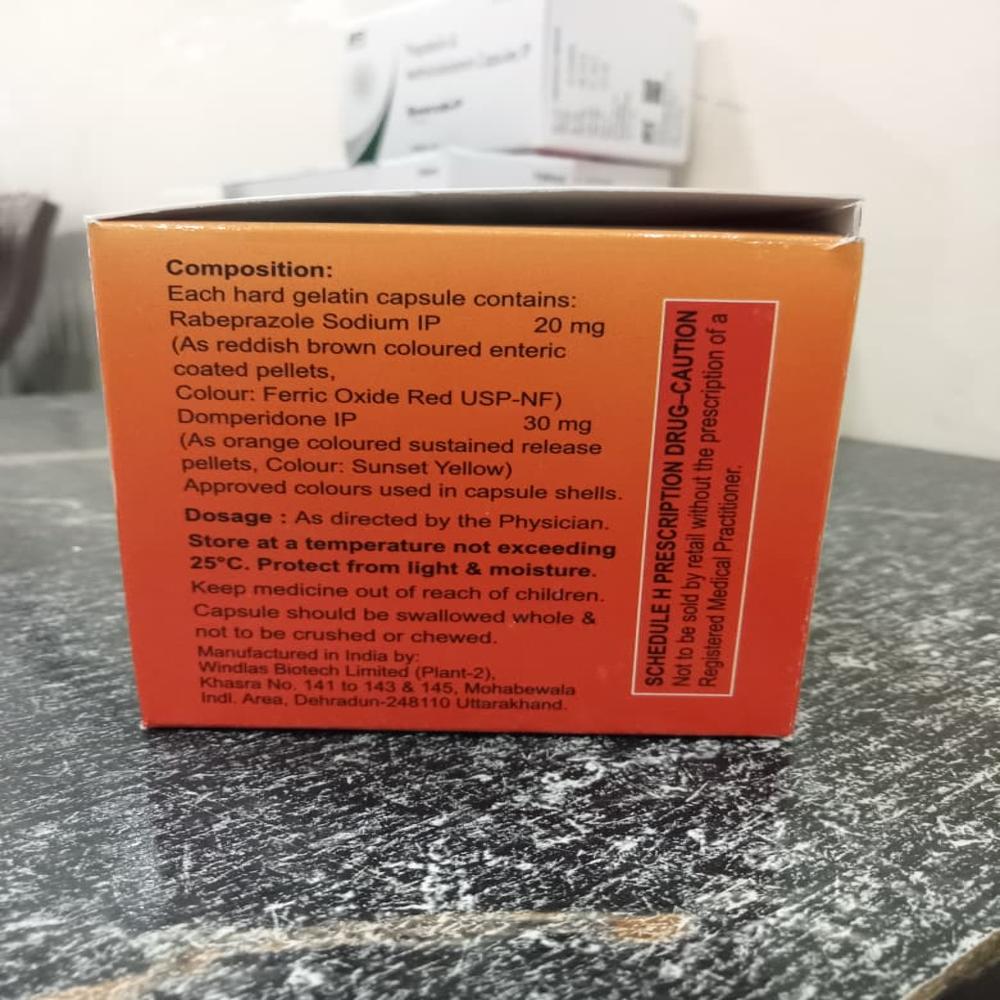 Composition:
Each hard gelatin capsule contains:
Rabeprazole Sodium IP 20 mg
(As reddish brown coloured enteric
coated pellets,
Colour: Ferric Oxide Red USP-NF)
Domperidone IP 30 mg
(As orange coloured sustained release
pellets, Colour: Sunset Yellow)
Approved colours used in capsule shells.
Dosage : As directed by the Physician.
Store at a temperature not exceeding
25°C. Protect from light & moisture.
Keep medicine out of reach of children.
Capsule should be swallowed whole &
not to be crushed or chewed.
Manufactured in India by:
Windlas Biotech Limited (Plant-2),
Khasra No. 141 to 143 & 145, Mohabewala
Indl. Area, Dehradun-248110 Uttarakhand.
SCHEDULE H PRESCRIPTION DRUG–CAUTION
Not to be sold by retail without the prescription of a
Registered Medical Practitioner.